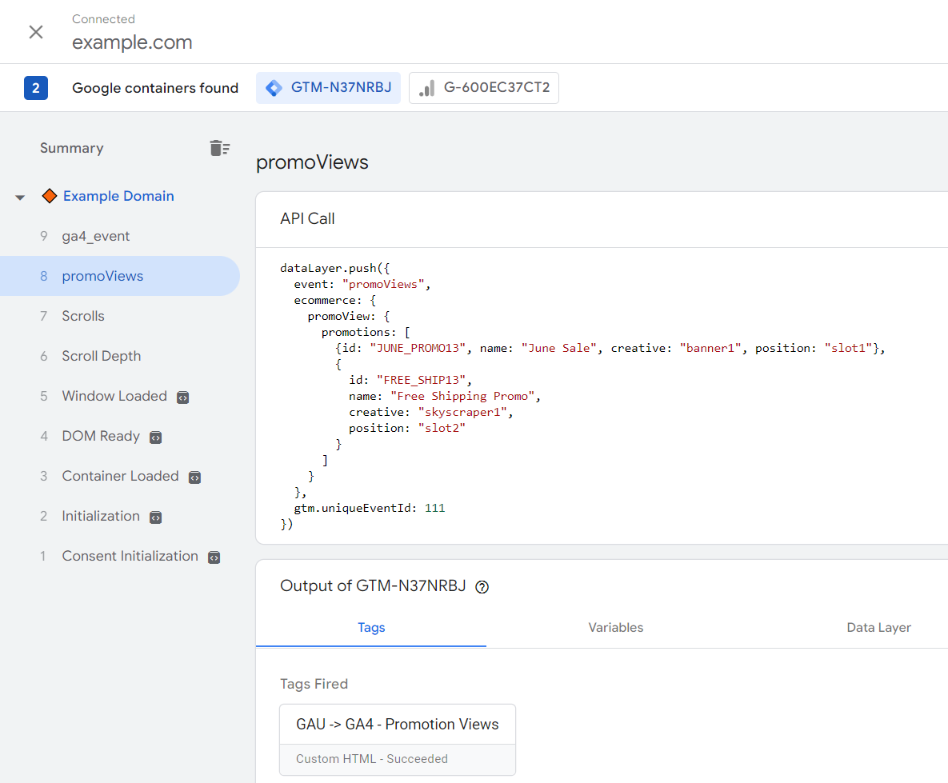 Connected
example.com
2 Google containers found GTM-N37NRBJ G-600EC37CT2
Summary
Example Domain
9 ga4_event
8 promoViews
7 Scrolls
6 Scroll Depth
5 Window Loaded
4 DOM Ready
3 Container Loaded
2 Initialization
1 Consent Initialization
promoViews
API Call
dataLayer.push({
  event: "promoViews",
  ecommerce: {
    promoView: {
      promotions: [
        {id: "JUNE_PROMO13", name: "June Sale", creative: "banner1", position: "slot1"},
        {
          id: "FREE_SHIP13",
          name: "Free Shipping Promo",
          creative: "skyscraper1",
          position: "slot2"
        }
      ]
    }
  },
  gtm.uniqueEventId: 111
})
Output of GTM-N37NRBJ
Tags Variables Data Layer
Tags Fired
GAU -> GA4 - Promotion Views
Custom HTML - Succeeded